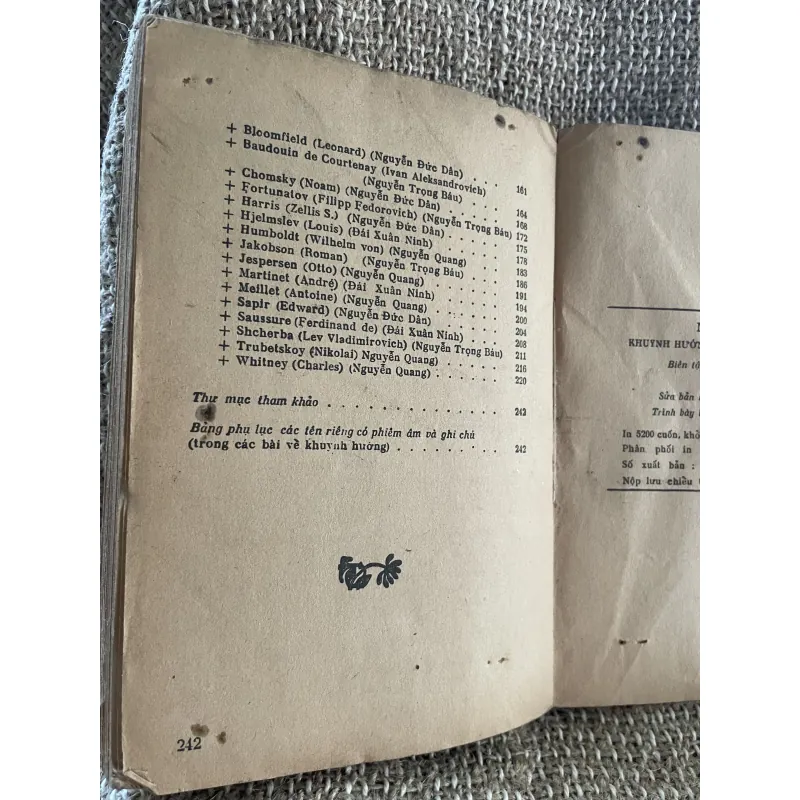 + Bloomfield (Leonard) (Nguyễn Đức Dân) . . . 161
+ Baudouin de Courtenay (Ivan Aleksandrovich)
(Nguyễn Trọng Báu) . . . 164
+ Chomsky (Noam) (Nguyễn Đức Dân) . . . 168
+ Fortunatov (Filipp Fedorovich) (Nguyễn Trọng Báu) 172
+ Harris (Zellis S.) (Nguyễn Đức Dân) . . . 175
+ Hjelmslev (Louis) (Đái Xuân Ninh) . . . 178
+ Humboldt (Wilhelm von) (Nguyễn Quang) . . . 183
+ Jakobson (Roman) (Nguyễn Trọng Báu) . . . 186
+ Jespersen (Otto) (Nguyễn Quang) . . . 191
+ Martinet (André) (Đái Xuân Ninh) . . . 194
+ Meillet (Antoine) (Nguyễn Quang) . . . 200
+ Sapir (Edward) (Nguyễn Đức Dân) . . . 204
+ Saussure (Ferdinand de) (Đái Xuân Ninh) . . . 208
+ Shcherba (Lev Vladimirovich) (Nguyễn Trọng Báu) 211
+ Trubetskoy (Nikolai) Nguyễn Quang) . . . 216
+ Whitney (Charles) (Nguyễn Quang) . . . 220
Thư mục tham khảo . . . 242
Bảng phụ lục các tên riêng có phiêm âm và ghi chú
(trong các bài về khuynh hướng) . . . 242
242
KHUYNH HƯỚ
Biên tậ
Sửa bản
Trình bày
In 5200 cuốn, khổ
Phân phối in
Số xuất bản :
Nộp lưu chiểu